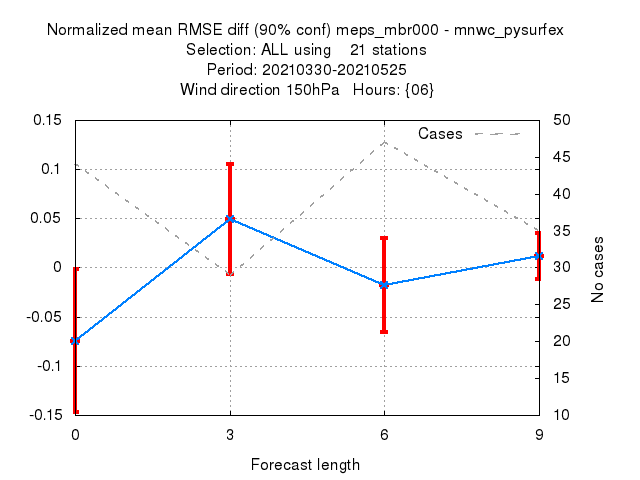 Normalized mean RMSE diff (90% conf) meps_mbr000 - mnwc_pysurfex
Selection: ALL using    21 stations
Period: 20210330-20210525
Wind direction 150hPa   Hours: {06}
Cases
0.15
0.1
0.05
0
-0.05
-0.1
-0.15
50
45
40
35
30
25
20
15
10
No cases
0 3 6 9
Forecast length